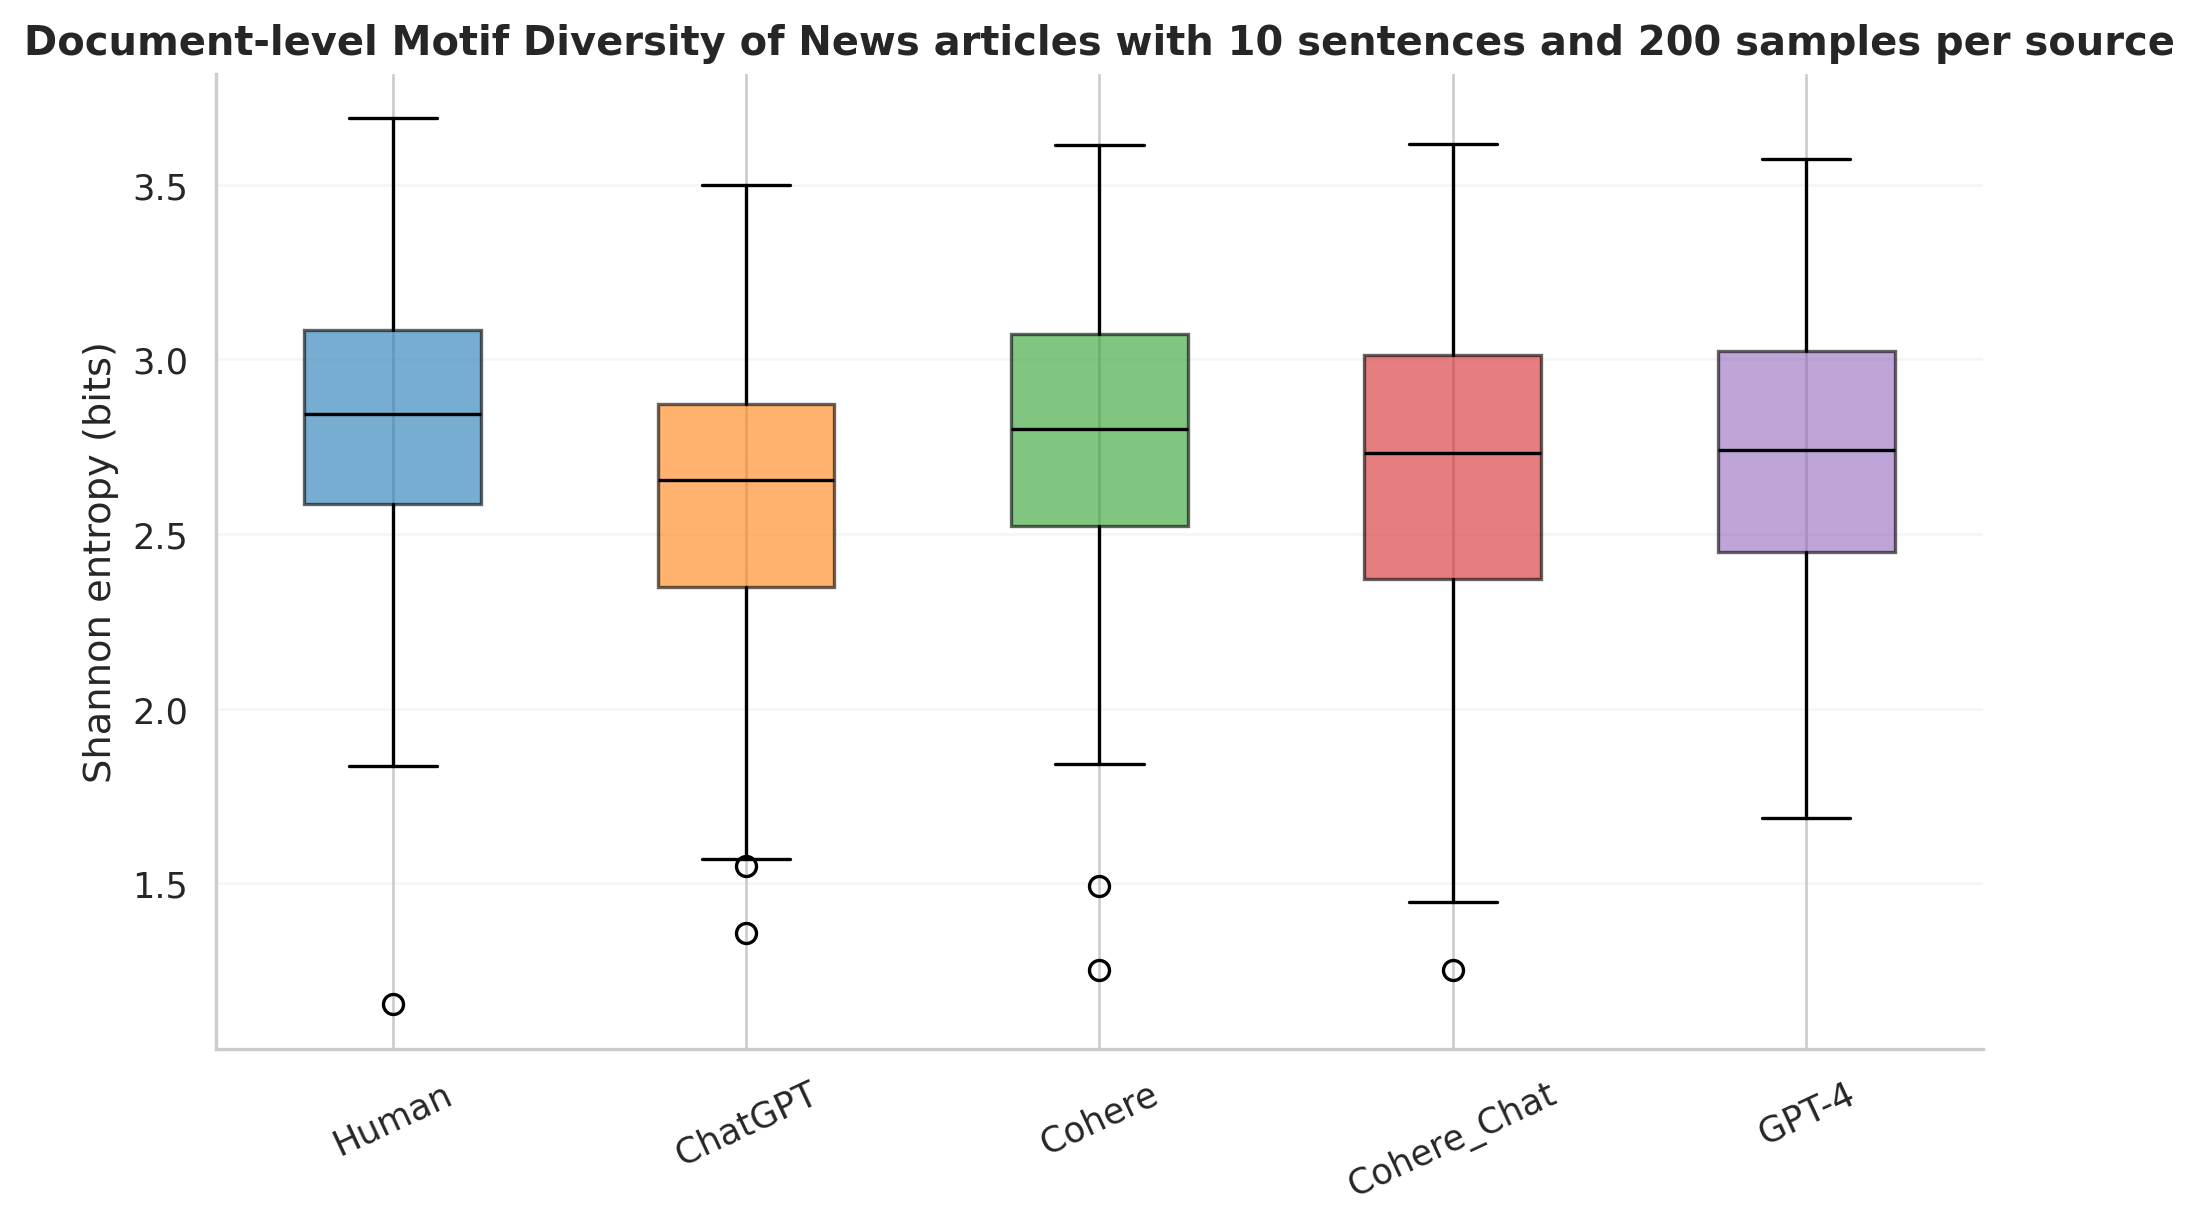 Document-level Motif Diversity of News articles with 10 sentences and 200 samples per source
Shannon entropy (bits)
3.5
3.0
2.5
2.0
1.5
Human
ChatGPT
Cohere
Cohere_Chat
GPT-4